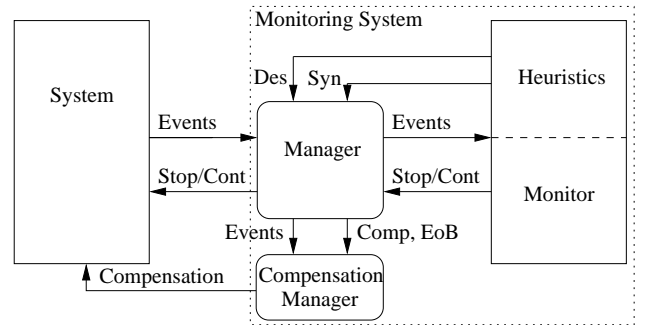 Monitoring System
Des
Syn
Heuristics
System
Events
Events
Manager
Stop/Cont
Stop/Cont
Monitor
Events
Comp, EoB
Compensation
Compensation
Manager